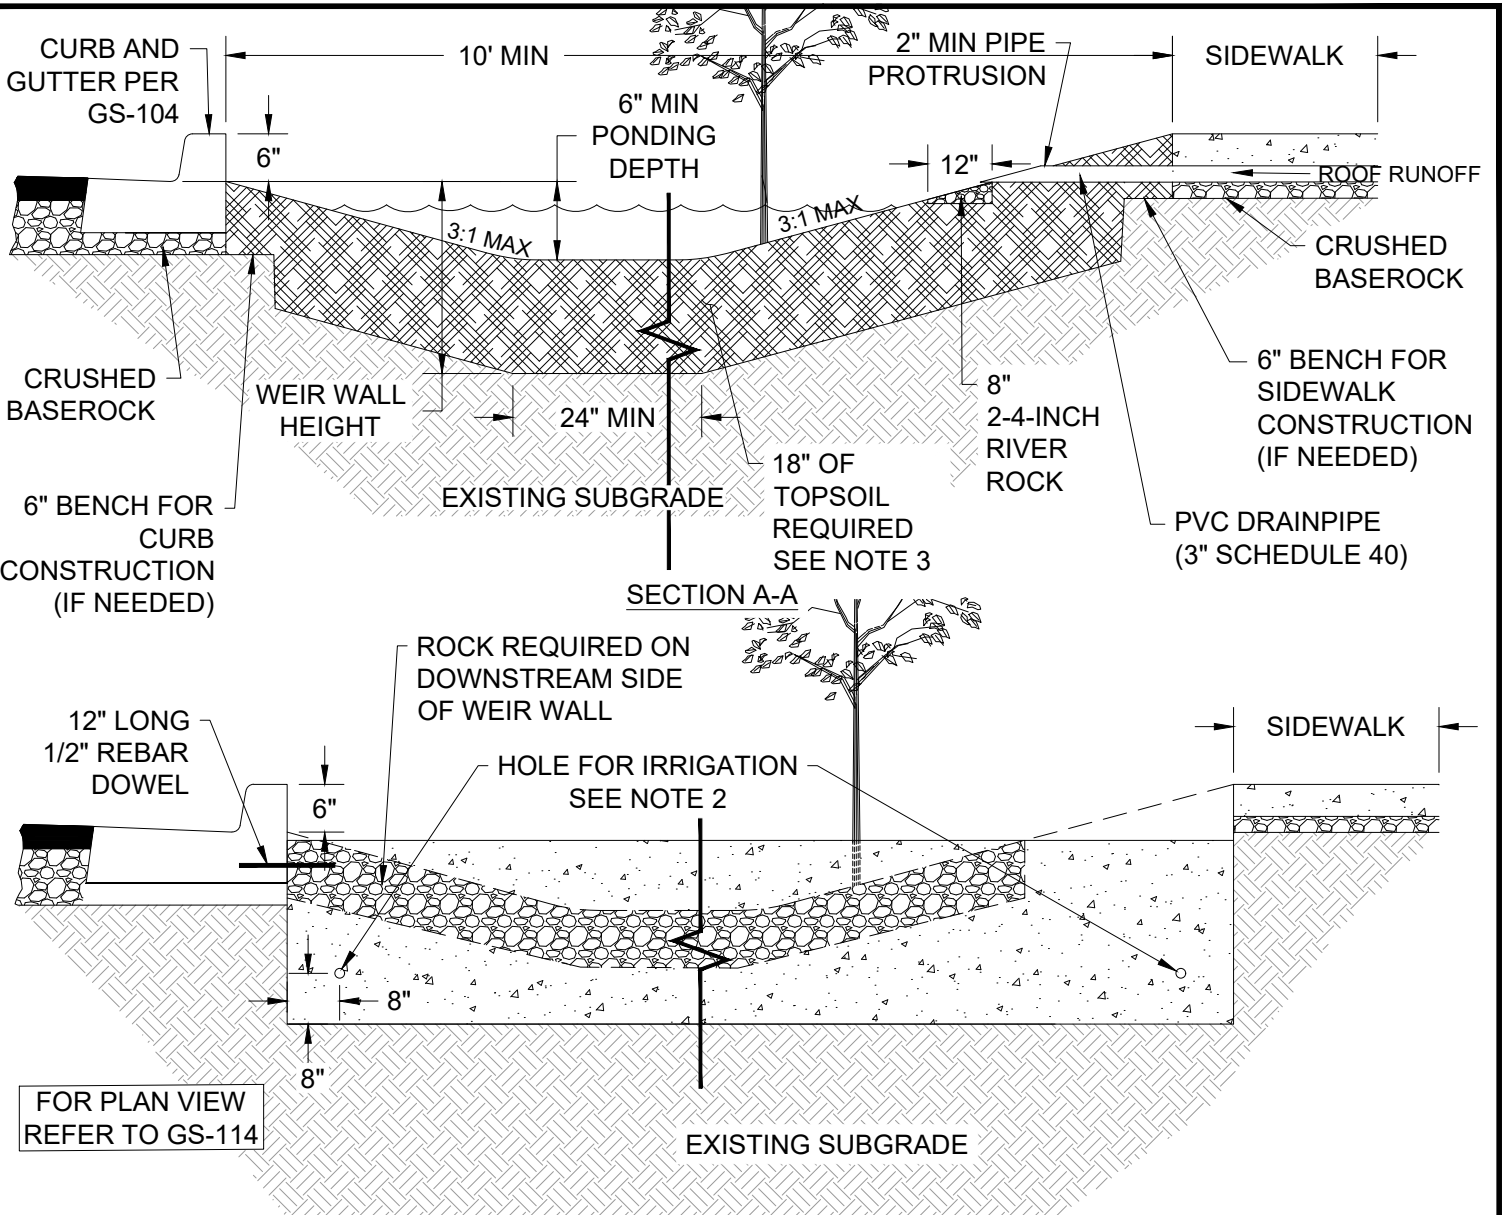 CURB AND
GUTTER PER
GS-104
10' MIN
2" MIN PIPE
PROTRUSION
SIDEWALK
6"
6" MIN
PONDING
DEPTH
12"
ROOF RUNOFF
3:1 MAX
3:1 MAX
CRUSHED
BASEROCK
CRUSHED
BASEROCK
WEIR WALL
HEIGHT
24" MIN
8"
2-4-INCH
RIVER
ROCK
6" BENCH FOR
SIDEWALK
CONSTRUCTION
(IF NEEDED)
6" BENCH FOR
CURB
CONSTRUCTION
(IF NEEDED)
EXISTING SUBGRADE
18" OF
TOPSOIL
REQUIRED
SEE NOTE 3
PVC DRAINPIPE
(3" SCHEDULE 40)
SECTION A-A
ROCK REQUIRED ON
DOWNSTREAM SIDE
OF WEIR WALL
12" LONG
1/2" REBAR
DOWEL
SIDEWALK
HOLE FOR IRRIGATION
SEE NOTE 2
6"
8"
8"
FOR PLAN VIEW
REFER TO GS-114
EXISTING SUBGRADE